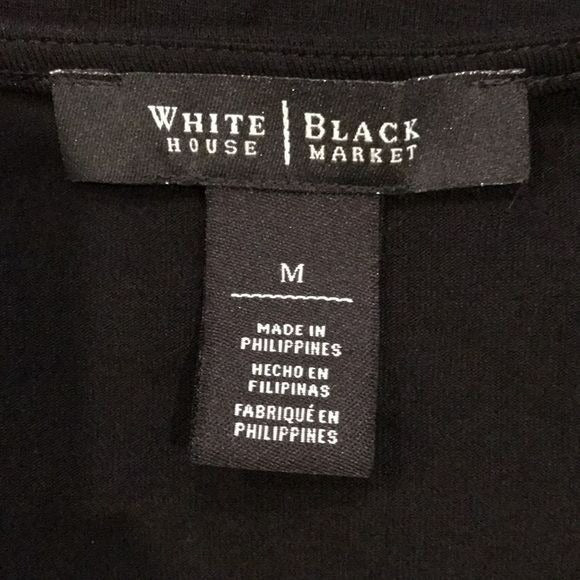 WHITE | BLACK
HOUSE | MARKET
M
MADE IN
PHILIPPINES
HECHO EN
FILIPINAS
FABRIQUÉ EN
PHILIPPINES